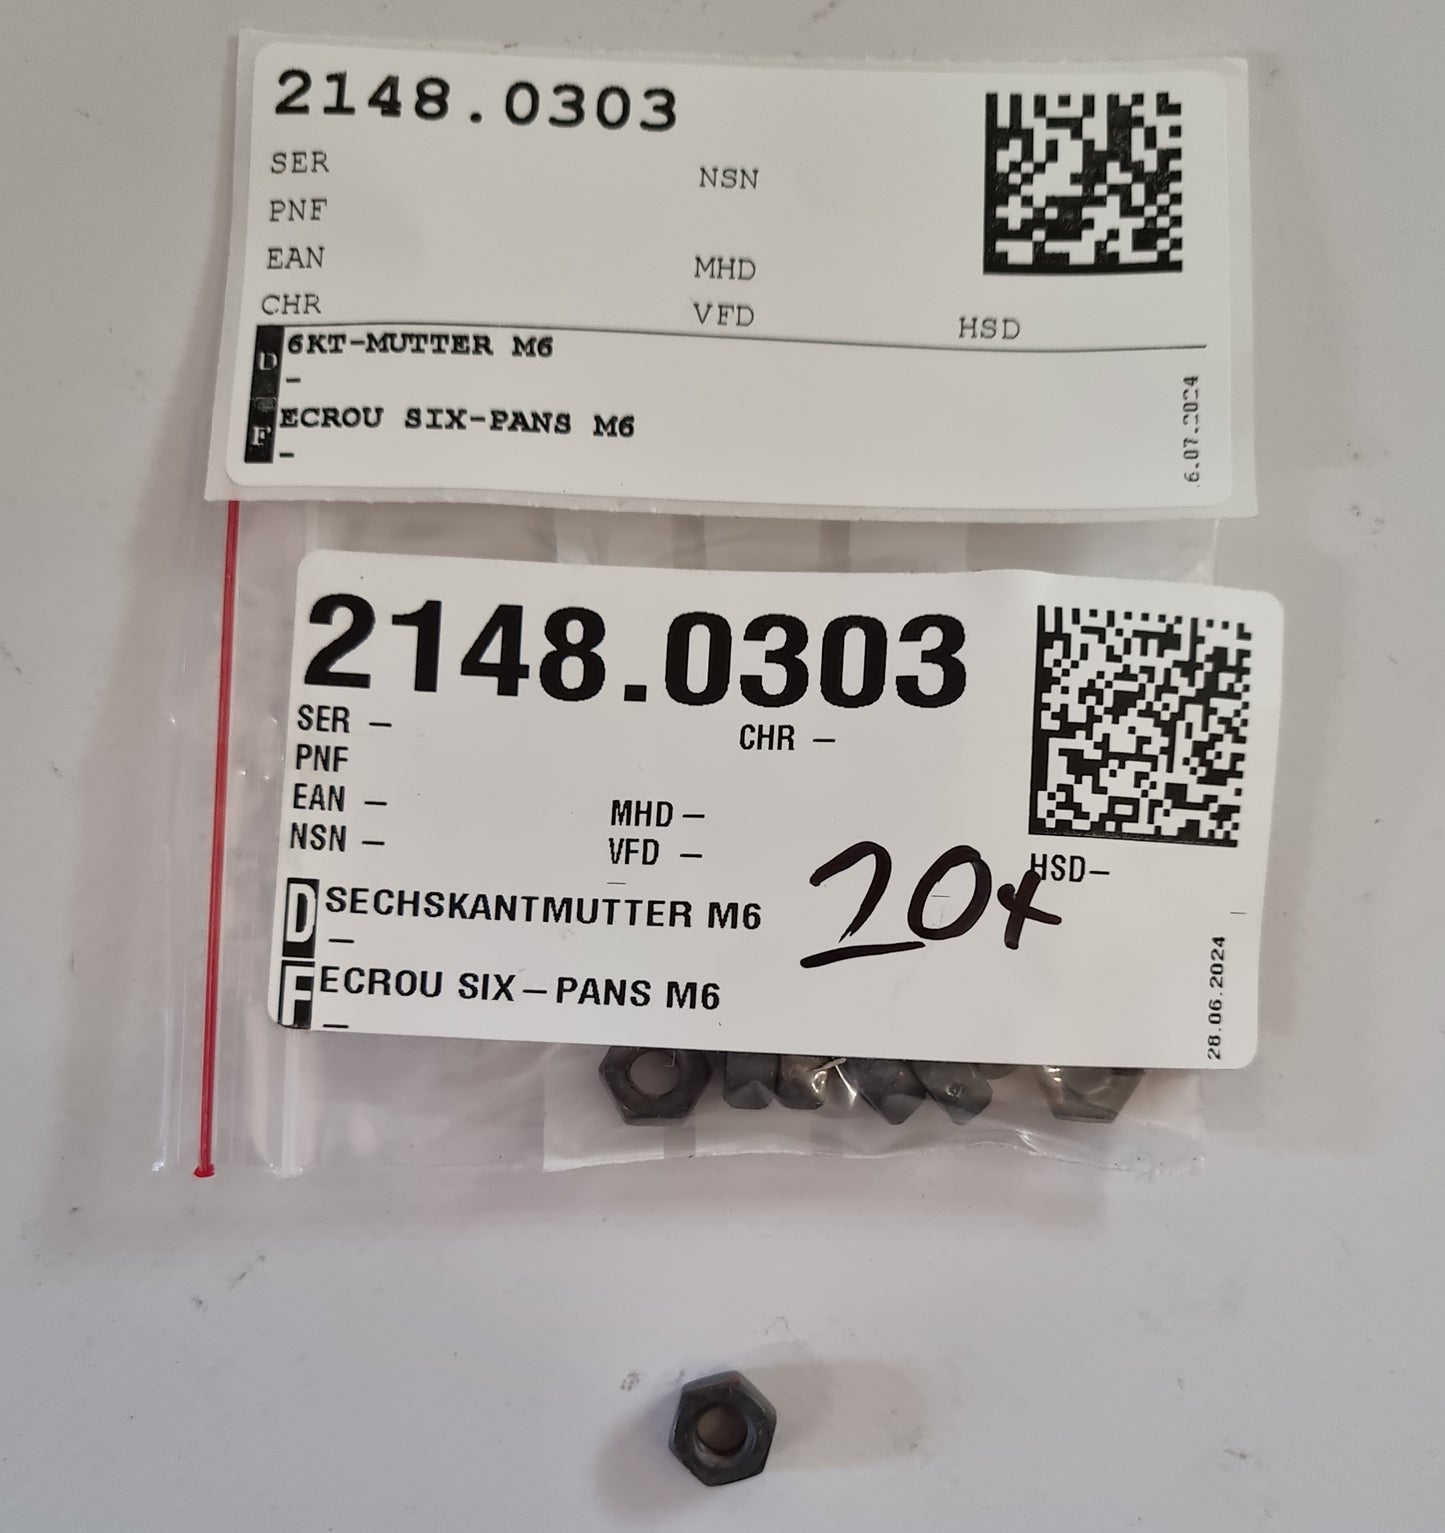 2148.0303
SER
NSN
PNF
EAN
MHD
CHR
VFD
HSD
D 6KT-MUTTER M6
-
F ECROU SIX-PANS M6
-
6.07.2024
2148.0303
SER -
CHR -
PNF
EAN -
MHD -
NSN -
VFD -
HSD-
20x
D SECHSKANTMUTTER M6
-
F ECROU SIX-PANS M6
-
28.06.2024